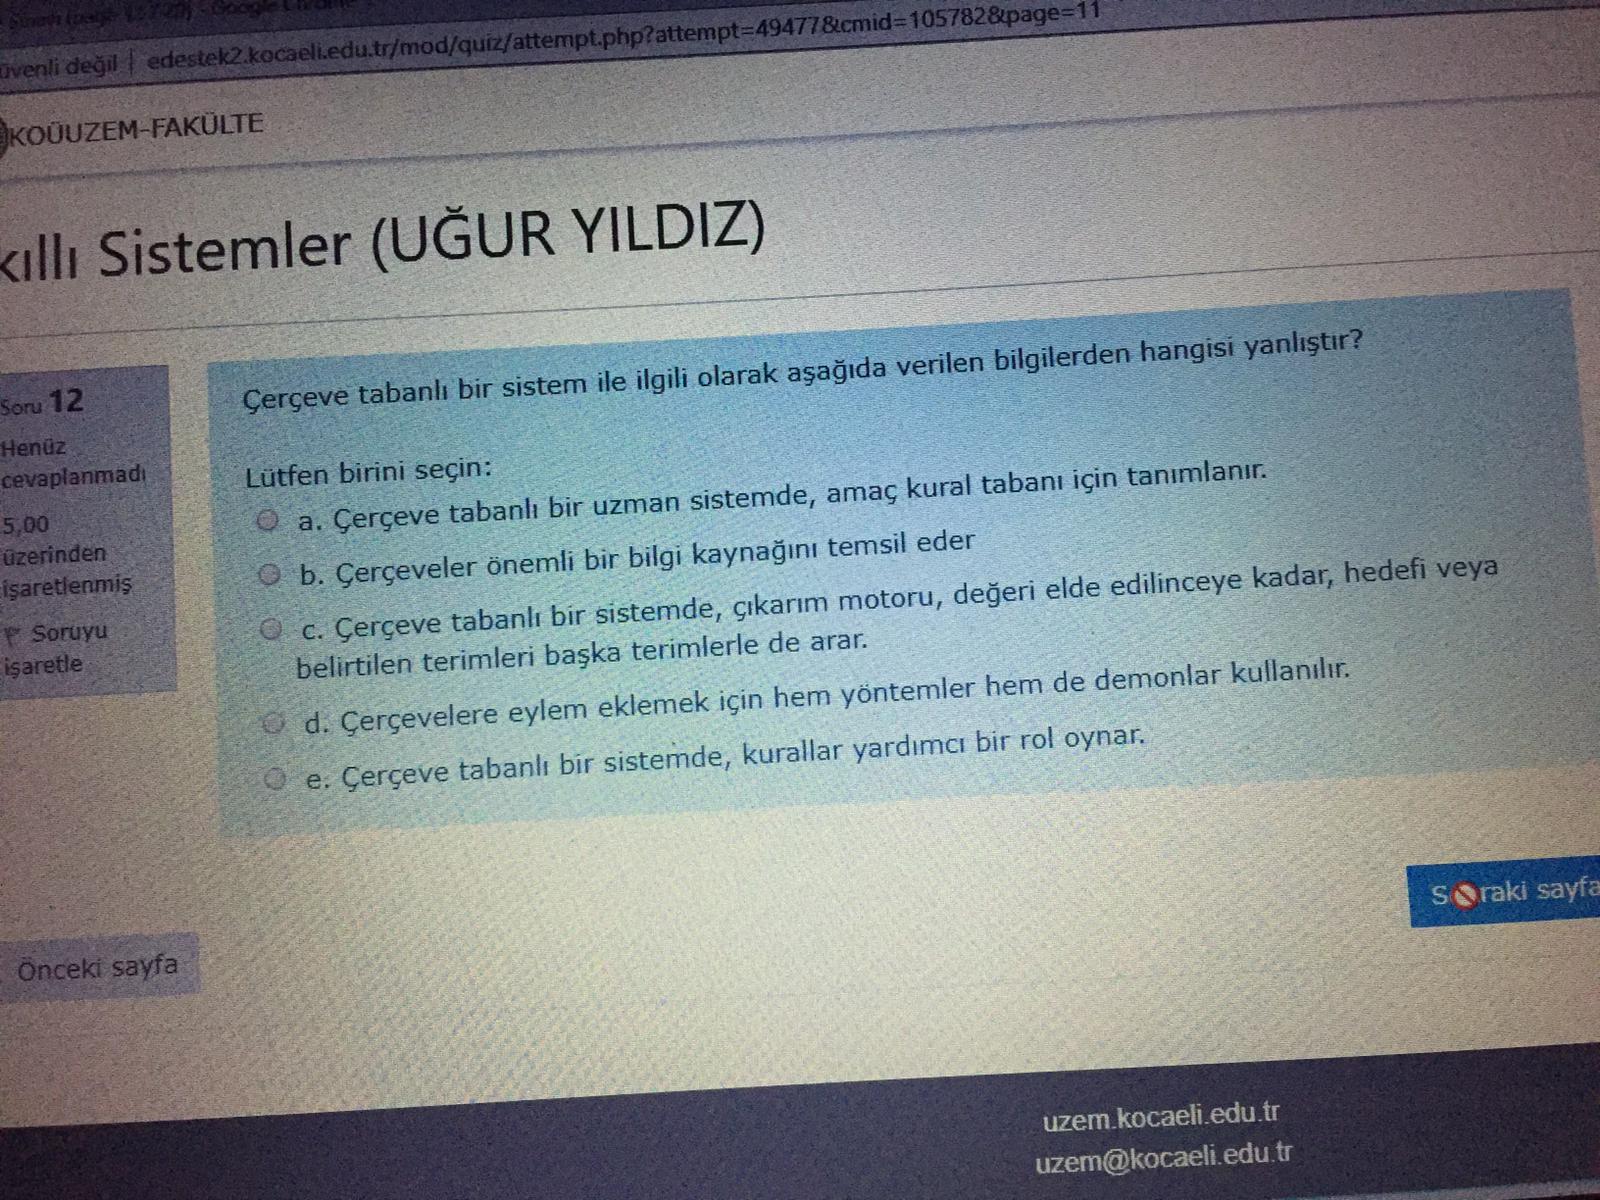 üvenli değil | edestek2.kocaeli.edu.tr/mod/quiz/attempt.php?attempt=49477&cmid=105782&page=11
KOÜUZEM-FAKÜLTE
kıllı Sistemler (UĞUR YILDIZ)
Soru 12
Henüz
cevaplanmadı
5,00
üzerinden
işaretlenmiş
Soruyu
işaretle
Çerçeve tabanlı bir sistem ile ilgili olarak aşağıda verilen bilgilerden hangisi yanlıştır?
Lütfen birini seçin:
a. Çerçeve tabanlı bir uzman sistemde, amaç kural tabanı için tanımlanır.
b. Çerçeveler önemli bir bilgi kaynağını temsil eder
c. Çerçeve tabanlı bir sistemde, çıkarım motoru, değeri elde edilinceye kadar, hedefi veya
belirtilen terimleri başka terimlerle de arar.
d. Çerçevelere eylem eklemek için hem yöntemler hem de demonlar kullanılır.
e. Çerçeve tabanlı bir sistemde, kurallar yardımcı bir rol oynar.
sayfa
Önceki sayfa
uzem.kocaeli.edu.tr
uzem@kocaeli.edu.tr